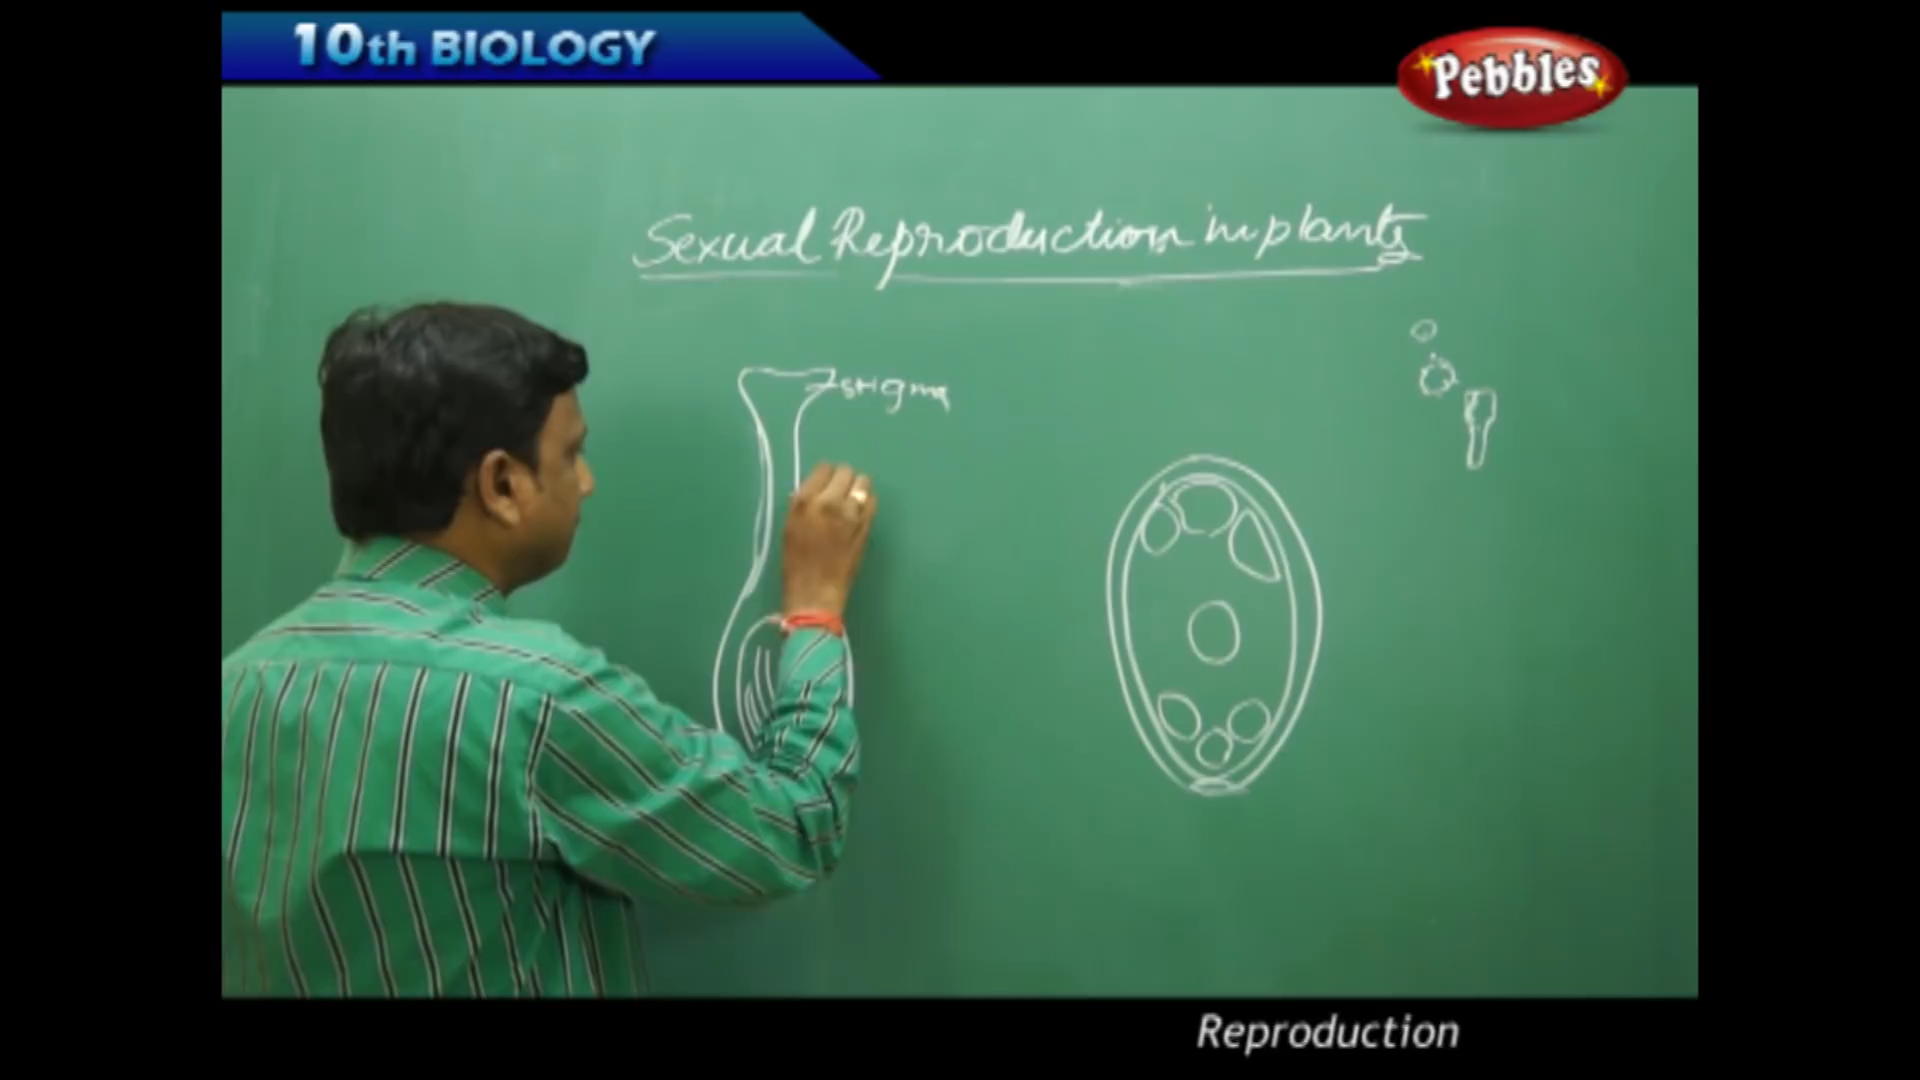 10th BIOLOGY
Pebbles
Sexual Reproduction in plants
stigma
Reproduction